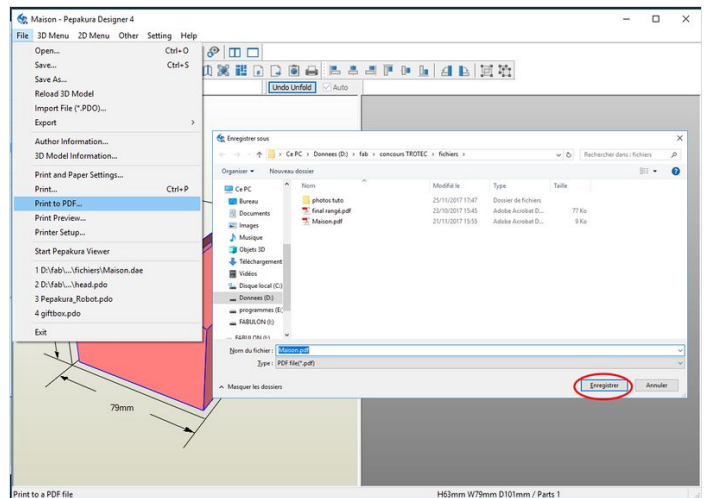 Maison - Pepakura Designer 4
File 3D Menu 2D Menu Other Setting Help
Open... Ctrl+O
Save... Ctrl+S
Save As...
Reload 3D Model
Import File (*.PDO)...
Export
Author Information...
3D Model Information...
Print and Paper Settings...
Print... Ctrl+P
Print to PDF...
Print Preview...
Printer Setup...
Start Pepakura Viewer
1 D:\fab\...\fichiers\Maison.dae
2 D:\fab\...\head.pdo
3 Pepakura_Robot.pdo
4 giftbox.pdo
Exit
Undo Unfold Auto
Enregistrer sous
Ce PC > Donnees (D:) > fab > concours TROTEC > fichiers >
Rechercher dans : fichiers
Organiser Nouveau dossier
Nom Modifié le Type Taille
Ce PC
Bureau
Documents
Images
Musique
Objets 3D
Téléchargement
Vidéos
Disque local (C:)
Donnees (D:)
programmes (E:)
FABULON (I:)
FABULON (I:)
photos tuto 25/11/2017 17:47 Dossier de fichiers
final rangé.pdf 22/10/2017 15:45 Adobe Acrobat D... 77 Ko
Maison.pdf 21/11/2017 15:55 Adobe Acrobat D... 9 Ko
Nom du fichier : Maison.pdf
Type : PDF file(*.pdf)
Masquer les dossiers
Enregistrer Annuler
79mm
Print to a PDF file
H63mm W79mm D101mm / Parts 1